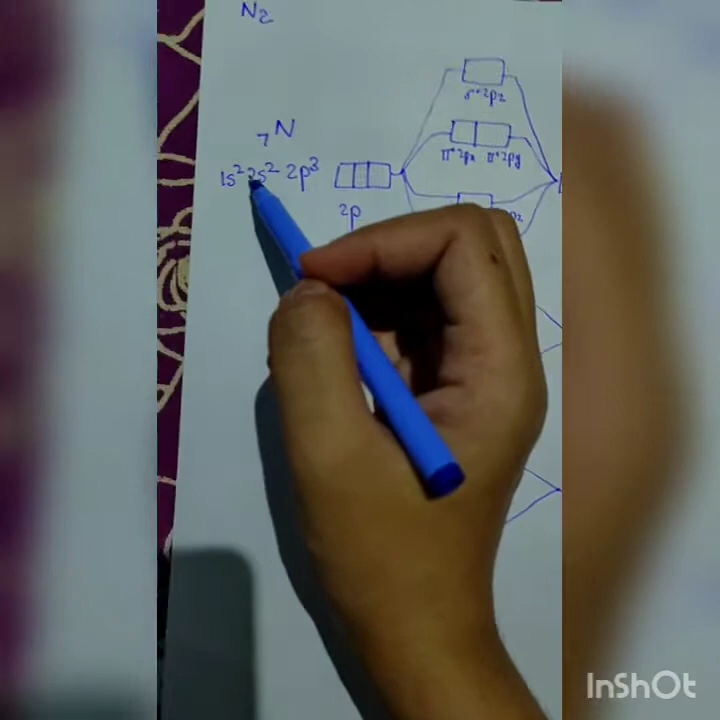 N₂
σ*2pz
₇N
π*2px π*2py
1s² 2s² 2p³
2p
InShOt